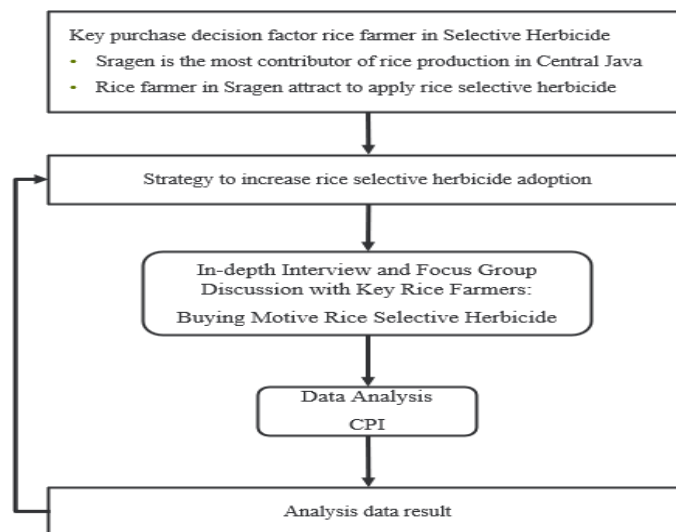 Key purchase decision factor rice farmer in Selective Herbicide
• Sragen is the most contributor of rice production in Central Java
• Rice farmer in Sragen attract to apply rice selective herbicide
Strategy to increase rice selective herbicide adoption
In-depth Interview and Focus Group
Discussion with Key Rice Farmers:
Buying Motive Rice Selective Herbicide
Data Analysis
CPI
Analysis data result